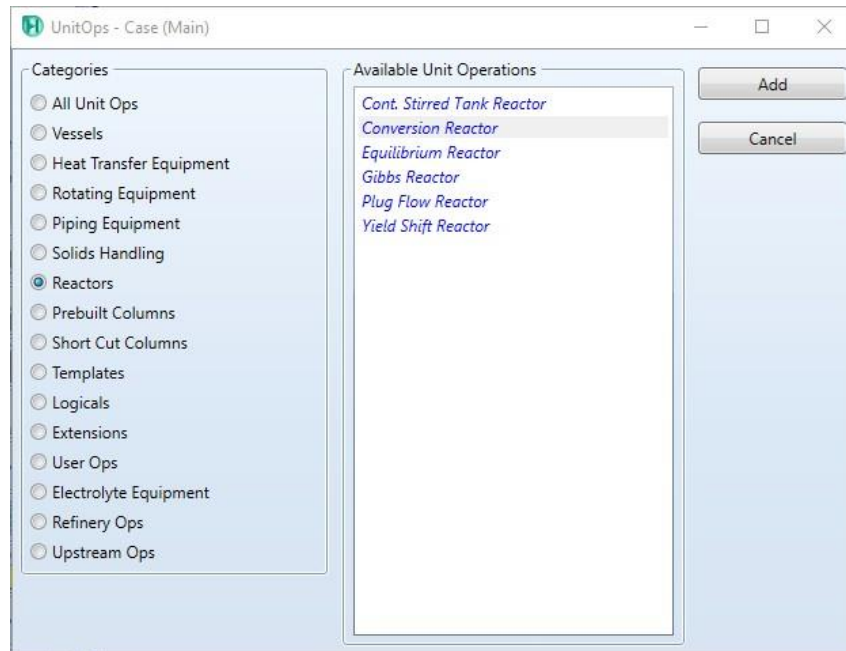 UnitOps - Case (Main)
Categories
All Unit Ops
Vessels
Heat Transfer Equipment
Rotating Equipment
Piping Equipment
Solids Handling
Reactors
Prebuilt Columns
Short Cut Columns
Templates
Logicals
Extensions
User Ops
Electrolyte Equipment
Refinery Ops
Upstream Ops
Available Unit Operations
Cont. Stirred Tank Reactor
Conversion Reactor
Equilibrium Reactor
Gibbs Reactor
Plug Flow Reactor
Yield Shift Reactor
Add
Cancel